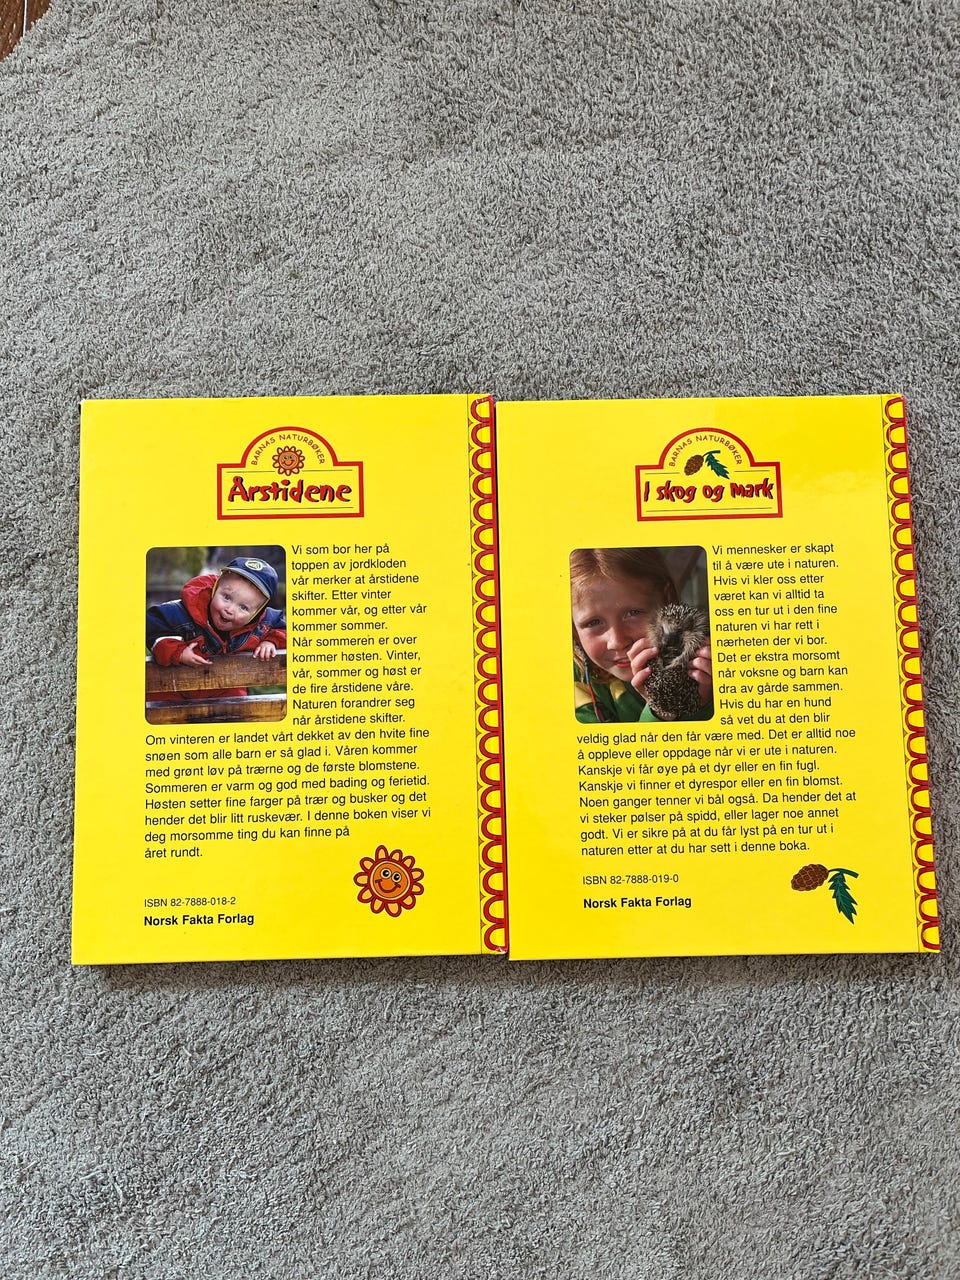 BARNAS NATURBØKER
Årstidene
Vi som bor her på
toppen av jordkloden
vår merker at årstidene
skifter. Etter vinter
kommer vår, og etter vår
kommer sommer.
Når sommeren er over
kommer høsten. Vinter,
vår, sommer og høst er
de fire årstidene våre.
Naturen forandrer seg
når årstidene skifter.
Om vinteren er landet vårt dekket av den hvite fine
snøen som alle barn er så glad i. Våren kommer
med grønt løv på trærne og de første blomstene.
Sommeren er varm og god med bading og ferietid.
Høsten setter fine farger på trær og busker og det
hender det blir litt ruskevær. I denne boken viser vi
deg morsomme ting du kan finne på
året rundt.
ISBN 82-7888-018-2
Norsk Fakta Forlag
BARNAS NATURBØKER
I skog og mark
Vi mennesker er skapt
til å være ute i naturen.
Hvis vi kler oss etter
været kan vi alltid ta
oss en tur ut i den fine
naturen vi har rett i
nærheten der vi bor.
Det er ekstra morsomt
når voksne og barn kan
dra av gårde sammen.
Hvis du har en hund
så vet du at den blir
veldig glad når den får være med. Det er alltid noe
å oppleve eller oppdage når vi er ute i naturen.
Kanskje vi får øye på et dyr eller en fin fugl.
Kanskje vi finner et dyrespor eller en fin blomst.
Noen ganger tenner vi bål også. Da hender det at
vi steker pølser på spidd, eller lager noe annet
godt. Vi er sikre på at du får lyst på en tur ut i
naturen etter at du har sett i denne boka.
ISBN 82-7888-019-0
Norsk Fakta Forlag